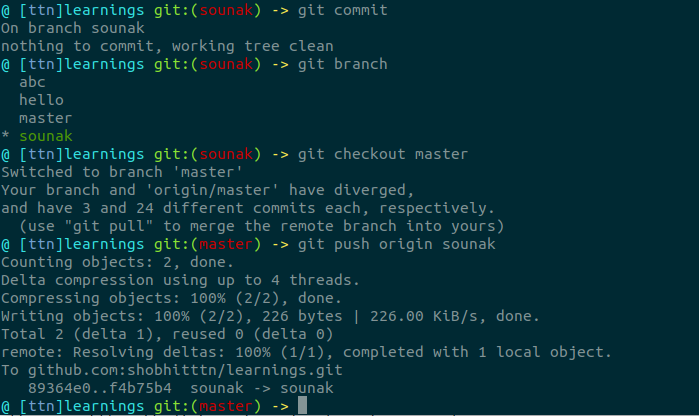 @ [ttn]learnings git:(sounak) -> git commit
On branch sounak
nothing to commit, working tree clean
@ [ttn]learnings git:(sounak) -> git branch
  abc
  hello
  master
* sounak
@ [ttn]learnings git:(sounak) -> git checkout master
Switched to branch 'master'
Your branch and 'origin/master' have diverged,
and have 3 and 24 different commits each, respectively.
  (use "git pull" to merge the remote branch into yours)
@ [ttn]learnings git:(master) -> git push origin sounak
Counting objects: 2, done.
Delta compression using up to 4 threads.
Compressing objects: 100% (2/2), done.
Writing objects: 100% (2/2), 226 bytes | 226.00 KiB/s, done.
Total 2 (delta 1), reused 0 (delta 0)
remote: Resolving deltas: 100% (1/1), completed with 1 local object.
To github.com:shobhitttn/learnings.git
   89364e0..f4b75b4  sounak -> sounak
@ [ttn]learnings git:(master) ->